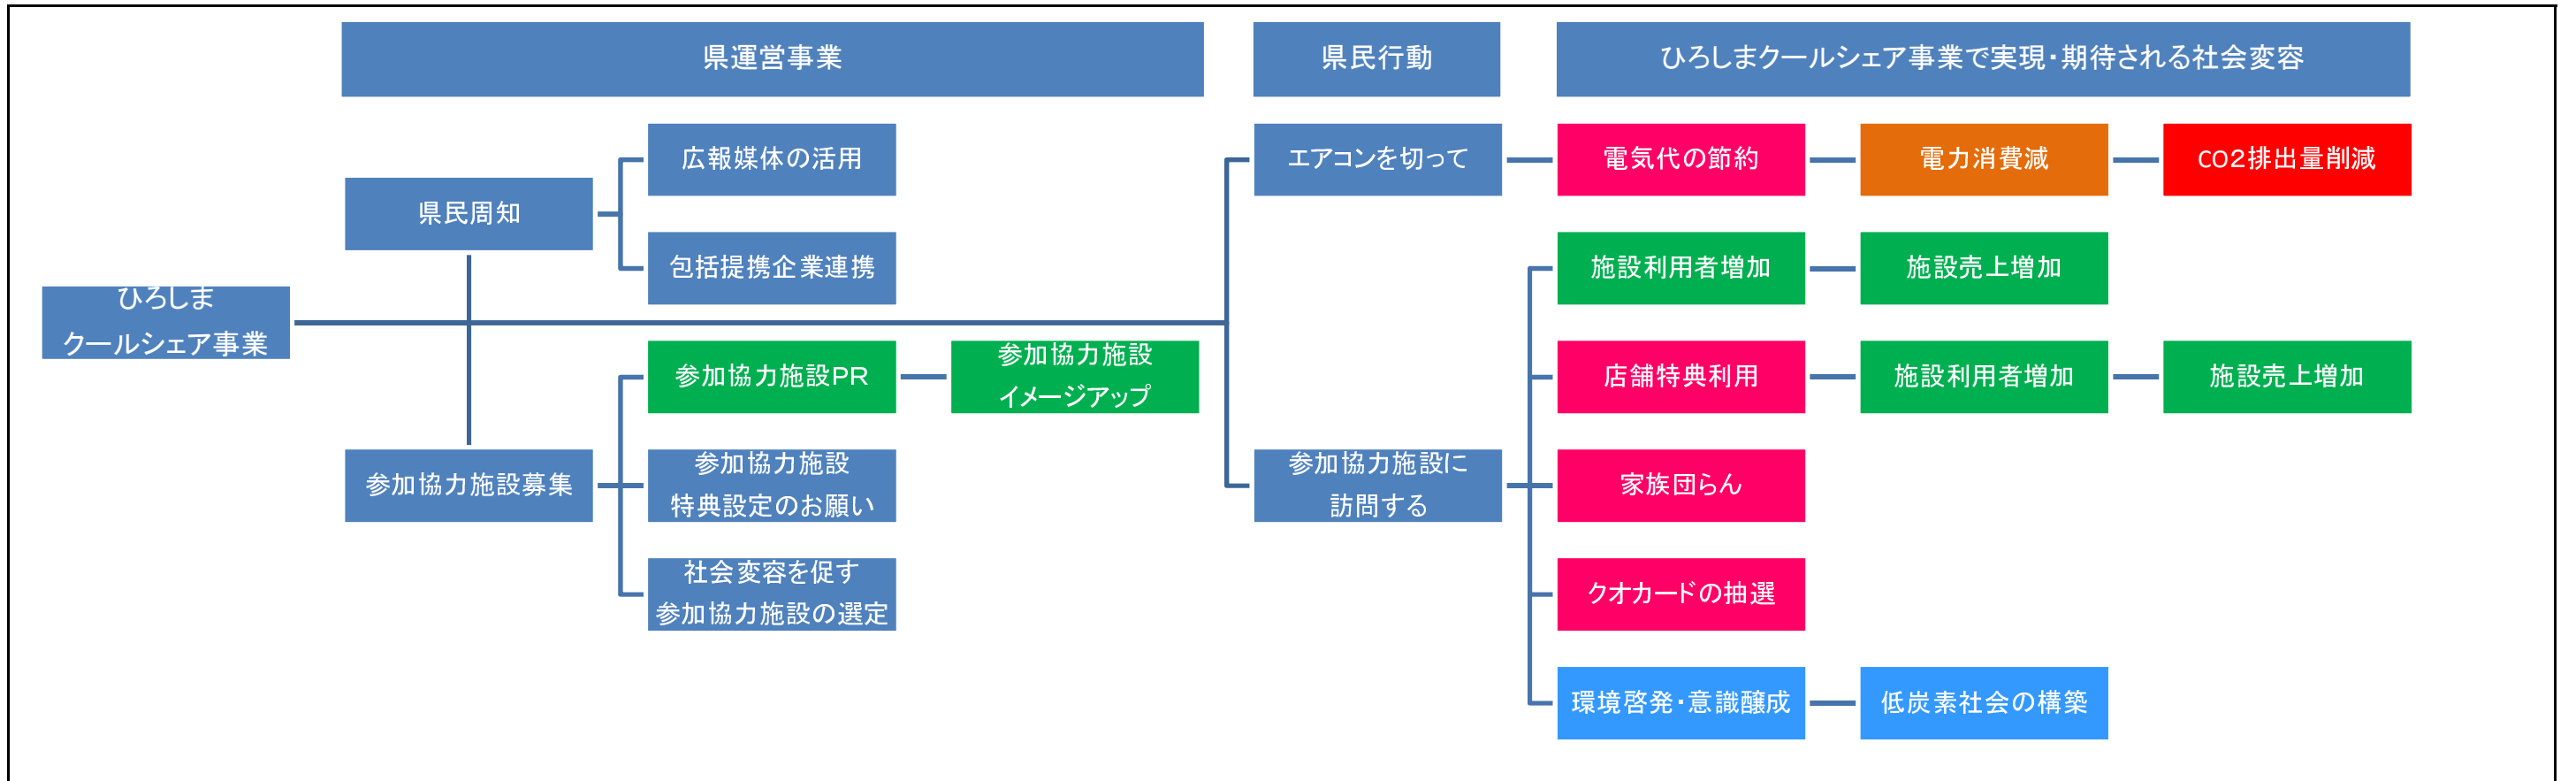 県運営事業
県民行動
ひろしまクールシェア事業で実現・期待される社会変容
広報媒体の活用
エアコンを切って
電気代の節約
電力消費減
CO2排出量削減
県民周知
包括提携企業連携
施設利用者増加
施設売上増加
ひろしま
クールシェア事業
参加協力施設PR
参加協力施設
イメージアップ
店舗特典利用
施設利用者増加
施設売上増加
参加協力施設募集
参加協力施設
特典設定のお願い
参加協力施設に
訪問する
家族団らん
社会変容を促す
参加協力施設の選定
クオカードの抽選
環境啓発・意識醸成
低炭素社会の構築